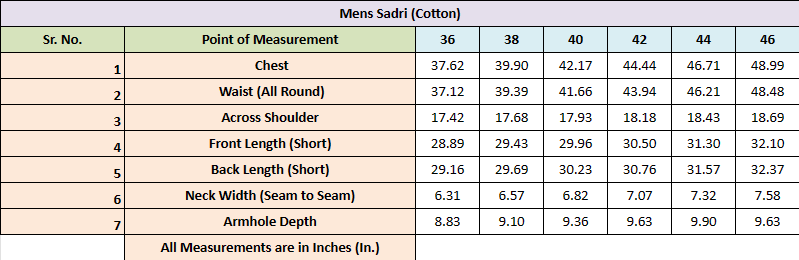 Mens Sadri (Cotton)
Sr. No. Point of Measurement 36 38 40 42 44 46
1 Chest 37.62 39.90 42.17 44.44 46.71 48.99
2 Waist (All Round) 37.12 39.39 41.66 43.94 46.21 48.48
3 Across Shoulder 17.42 17.68 17.93 18.18 18.43 18.69
4 Front Length (Short) 28.89 29.43 29.96 30.50 31.30 32.10
5 Back Length (Short) 29.16 29.69 30.23 30.76 31.57 32.37
6 Neck Width (Seam to Seam) 6.31 6.57 6.82 7.07 7.32 7.58
7 Armhole Depth 8.83 9.10 9.36 9.63 9.90 9.63
All Measurements are in Inches (In.)